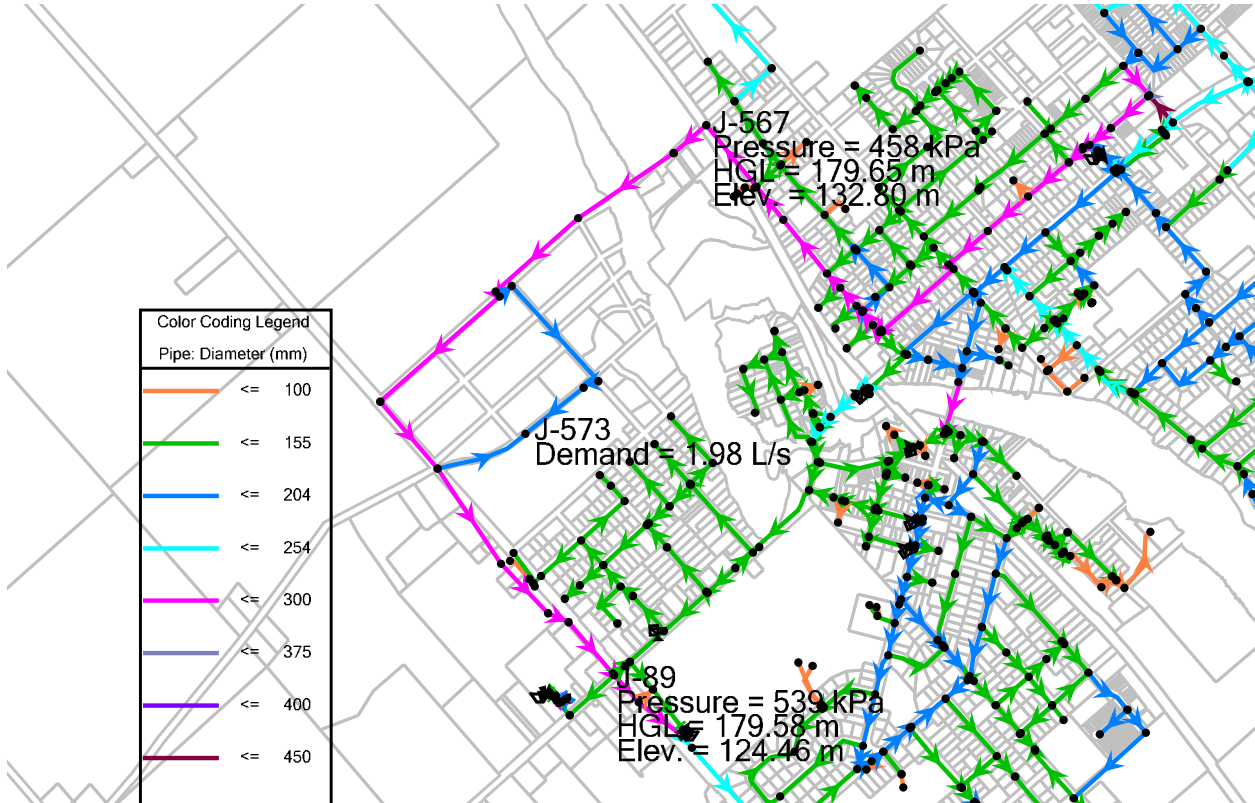 J-567
Pressure = 458 kPa
HGL = 179.65 m
Elev. = 132.80 m
Color Coding Legend
Pipe: Diameter (mm)
<= 100
<= 155
<= 204
<= 254
<= 300
<= 375
<= 400
<= 450
J-573
Demand = 1.98 L/s
J-89
Pressure = 539 kPa
HGL = 179.58 m
Elev. = 124.46 m